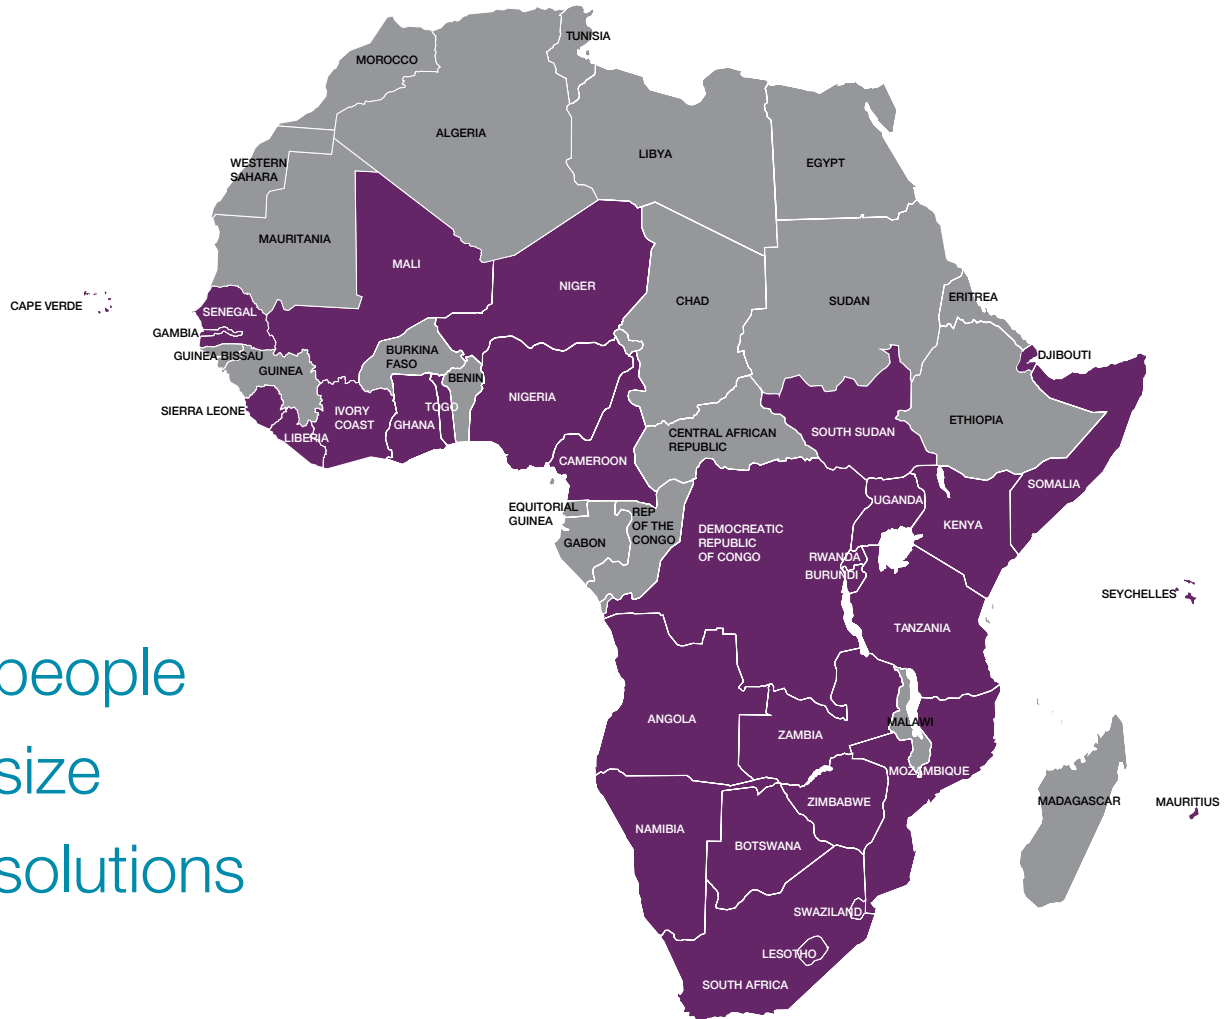 TUNISIA
MOROCCO
ALGERIA
LIBYA
EGYPT
WESTERN
SAHARA
MAURITANIA
MALI
NIGER
CHAD
SUDAN
ERITREA
CAPE VERDE
SENEGAL
GAMBIA
GUINEA BISSAU
GUINEA
BURKINA
FASO
BENIN
DJIBOUTI
SIERRA LEONE
LIBERIA
IVORY
COAST
GHANA
TOGO
NIGERIA
ETHIOPIA
CENTRAL AFRICAN
REPUBLIC
SOUTH SUDAN
CAMEROON
SOMALIA
EQUITORIAL
GUINEA
GABON
REP
OF THE
CONGO
DEMOCREATIC
REPUBLIC
OF CONGO
UGANDA
KENYA
RWANDA
BURUNDI
SEYCHELLES
TANZANIA
people
size
solutions
ANGOLA
ZAMBIA
MALAWI
MOZAMBIQUE
ZIMBABWE
MADAGASCAR
MAURITIUS
NAMIBIA
BOTSWANA
SWAZILAND
LESOTHO
SOUTH AFRICA